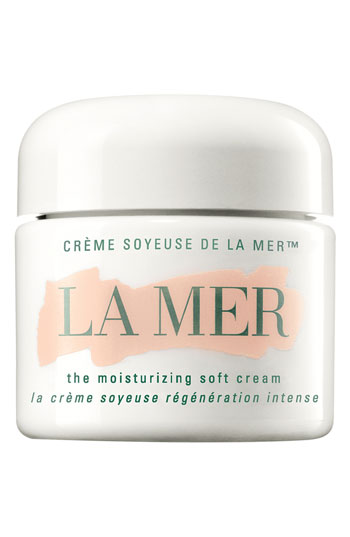 CRÈME SOYEUSE DE LA MER™
LA MER
the moisturizing soft cream
la crème soyeuse régénération intense